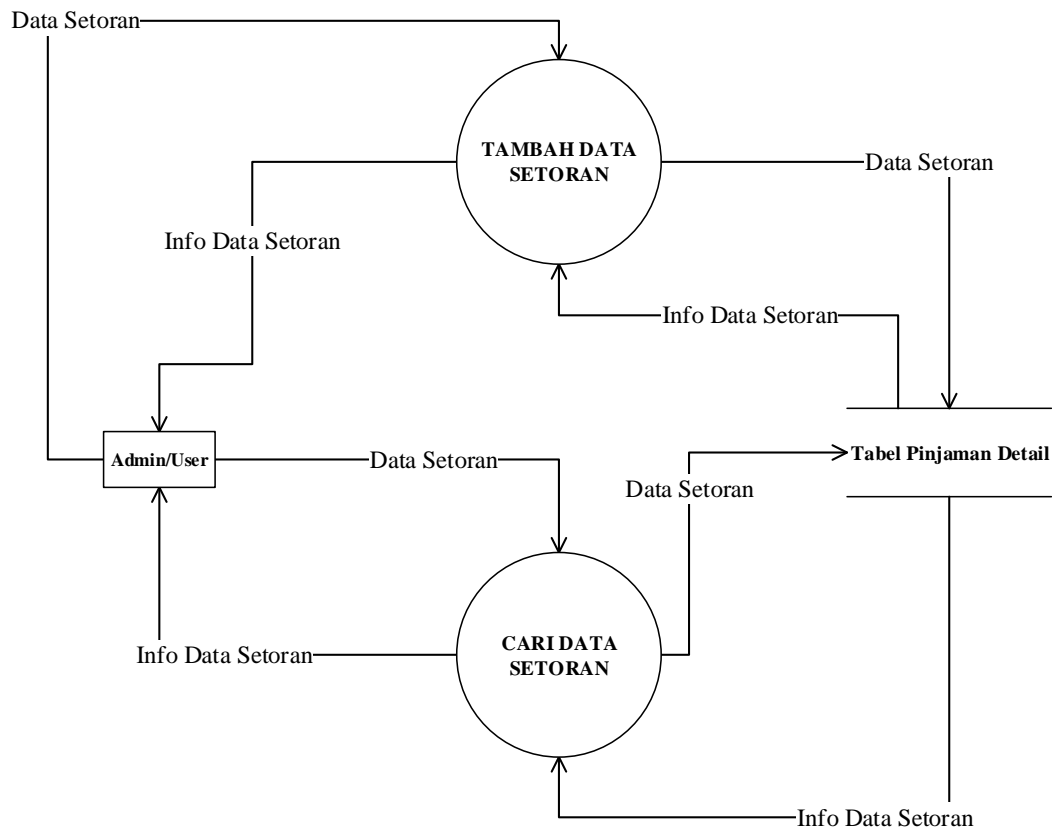 Data Setoran
TAMBAH DATA
SETORAN
Data Setoran
Info Data Setoran
Info Data Setoran
Admin/User
Data Setoran
Tabel Pinjaman Detail
Data Setoran
CARI DATA
SETORAN
Info Data Setoran
Info Data Setoran